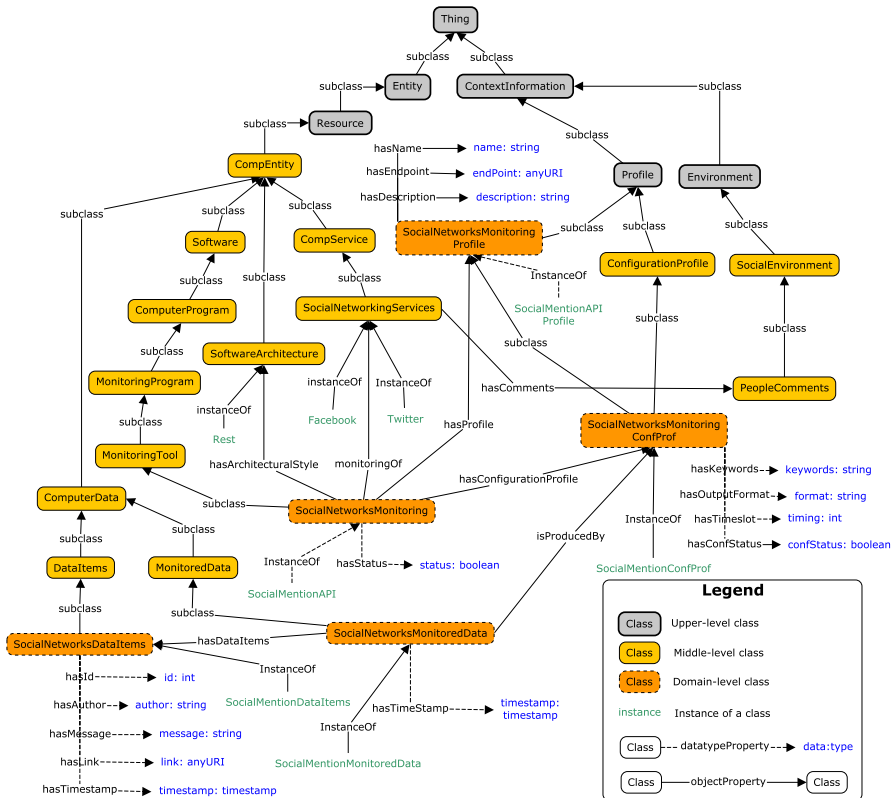 Thing
subclass
subclass
Entity
ContextInformation
subclass
subclass
Resource
subclass
subclass
hasName
name: string
CompEntity
hasEndpoint
endPoint: anyURI
Profile
Environment
hasDescription
description: string
subclass
subclass
subclass
SocialNetworksMonitoring
Profile
subclass
subclass
subclass
Software
CompService
ConfigurationProfile
SocialEnvironment
subclass
subclass
subclass
InstanceOf
ComputerProgram
SocialNetworkingServices
SocialMentionAPI
Profile
subclass
subclass
subclass
subclass
SoftwareArchitecture
MonitoringProgram
instanceOf
InstanceOf
hasComments
PeopleComments
instanceOf
subclass
Facebook
Twitter
Rest
hasProfile
SocialNetworksMonitoring
ConfProf
MonitoringTool
hasArchitecturalStyle
monitoringOf
hasConfigurationProfile
hasKeywords
keywords: string
ComputerData
subclass
SocialNetworksMonitoring
hasOutputFormat
format: string
InstanceOf
hasTimeslot
timing: int
subclass
subclass
isProducedBy
hasConfStatus
confStatus: boolean
InstanceOf
hasStatus
status: boolean
DataItems
MonitoredData
SocialMentionConfProf
SocialMentionAPI
Legend
subclass
subclass
Class
Upper-level class
SocialNetworksDataItems
hasDataItems
SocialNetworksMonitoredData
Class
Middle-level class
hasId
id: int
InstanceOf
Class
Domain-level class
hasAuthor
author: string
SocialMentionDataItems
hasTimeStamp
timestamp:
timestamp
instance
Instance of a class
hasMessage
message: string
InstanceOf
Class
datatypeProperty
data:type
hasLink
link: anyURI
SocialMentionMonitoredData
Class
objectProperty
Class
hasTimestamp
timestamp: timestamp